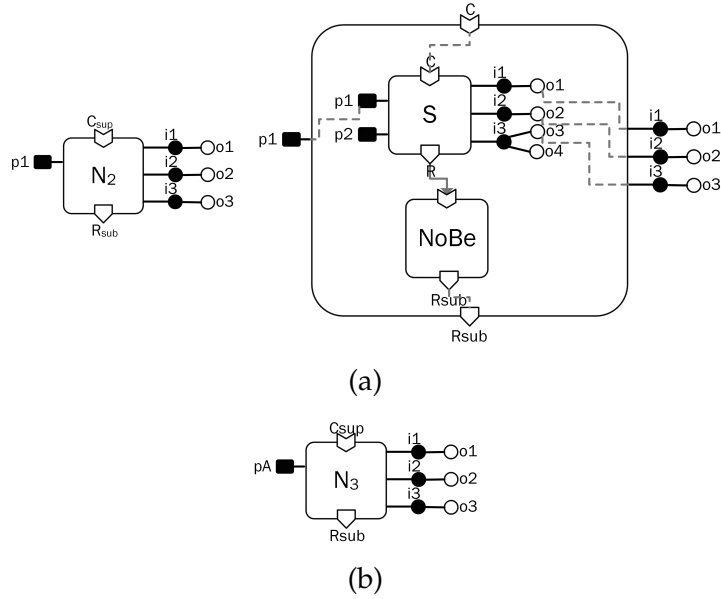 C
C
p1
S
p1
p2
i1
o1
i2
o2
i3
o3
o4
R
NoBe
Rsub
Rsub
i1
o1
i2
o2
i3
o3
Csup
p1
N2
i1
o1
i2
o2
i3
o3
Rsub
(a)
Csup
pA
N3
i1
o1
i2
o2
i3
o3
Rsub
(b)